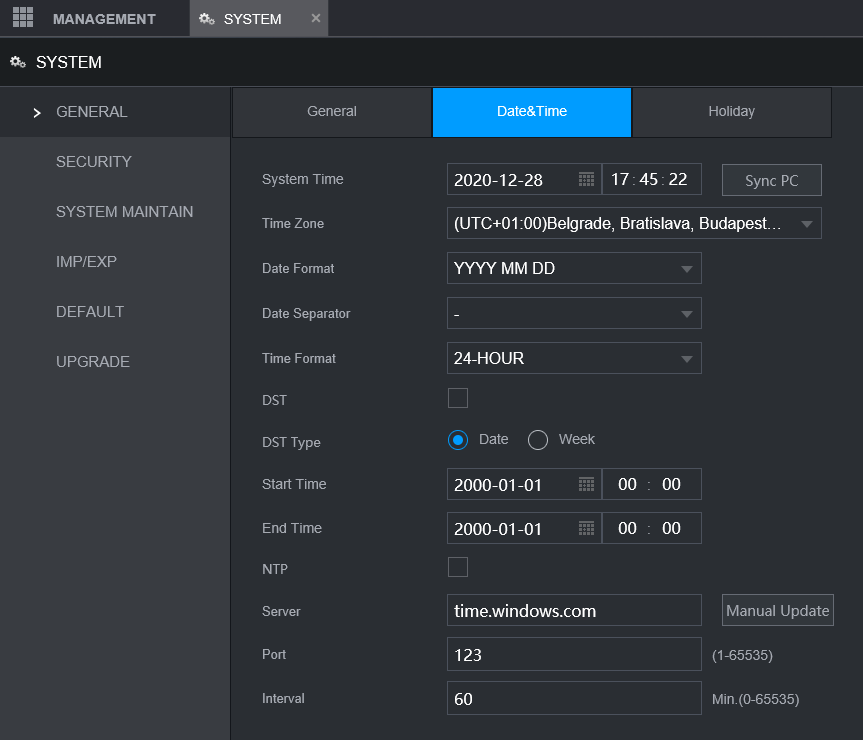 MANAGEMENT SYSTEM ×
SYSTEM
GENERAL General Date&Time Holiday
SECURITY
SYSTEM MAINTAIN
IMP/EXP
DEFAULT
UPGRADE
System Time 2020-12-28 17 : 45 : 22 Sync PC
Time Zone (UTC+01:00)Belgrade, Bratislava, Budapest...
Date Format YYYY MM DD
Date Separator -
Time Format 24-HOUR
DST
DST Type Date Week
Start Time 2000-01-01 00 : 00
End Time 2000-01-01 00 : 00
NTP
Server time.windows.com Manual Update
Port 123 (1-65535)
Interval 60 Min.(0-65535)